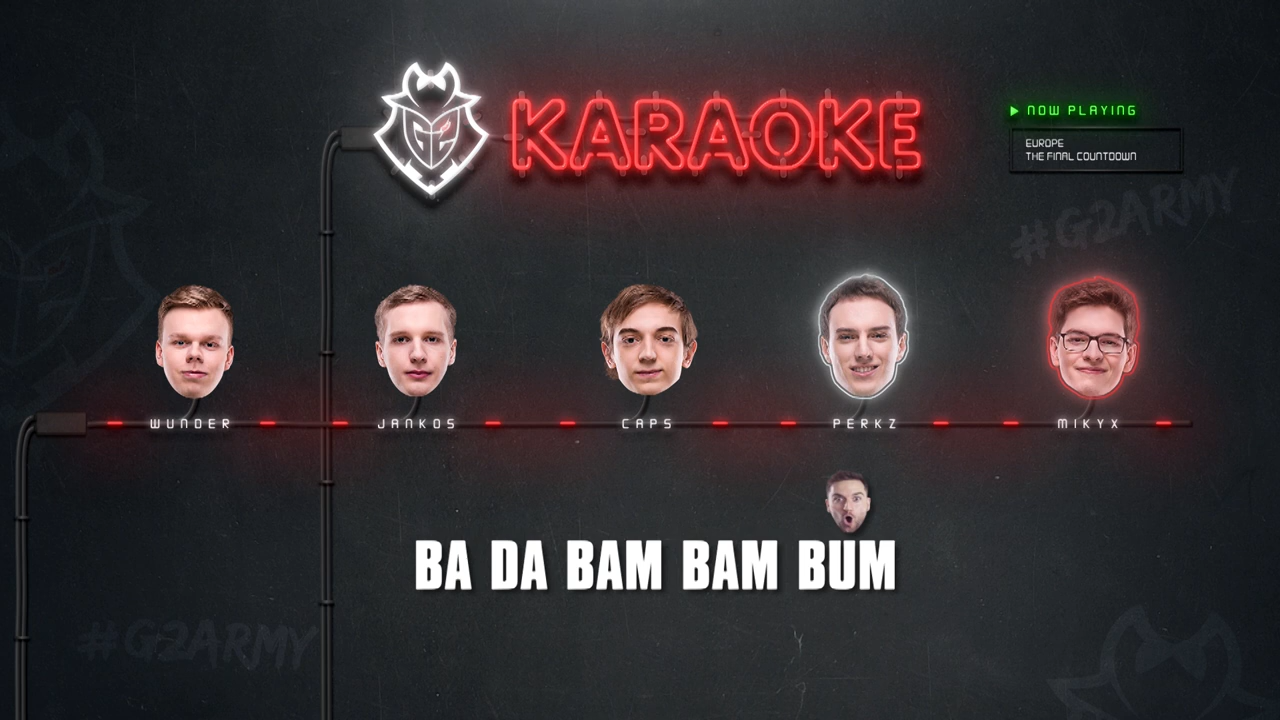 G2
KARAOKE
NOW PLAYING
EUROPE
THE FINAL COUNTDOWN
#G2ARMY
WUNDER
JANKOS
CAPS
PERKZ
MIKYX
BA DA BAM BAM BUM
#G2ARMY